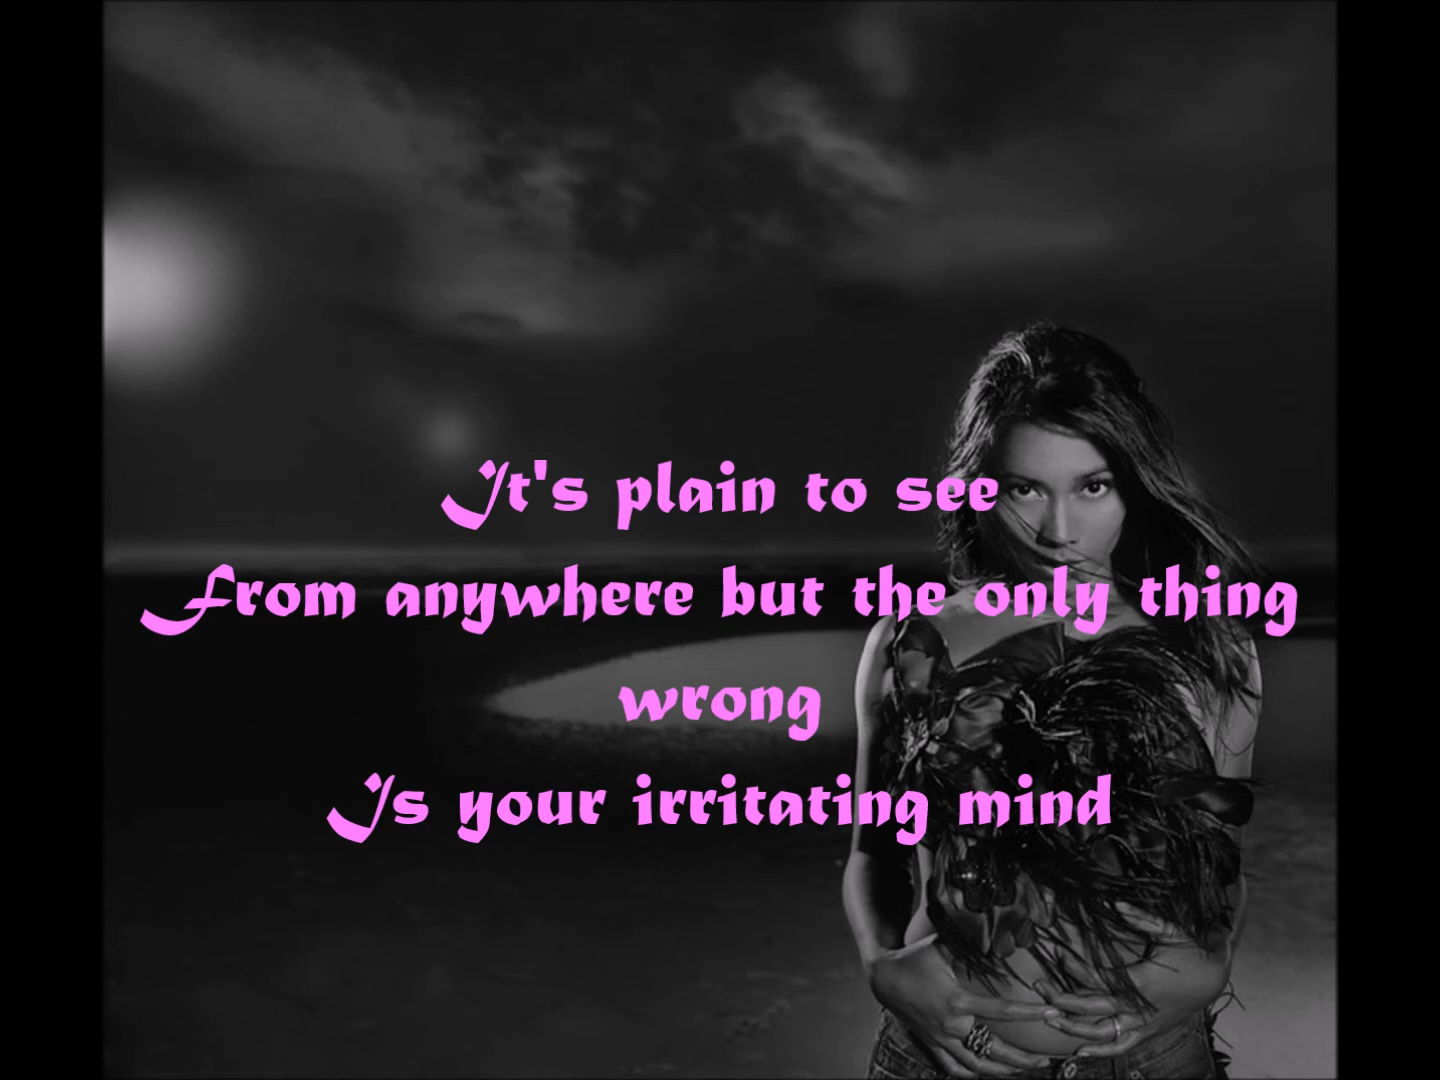 It's plain to see
From anywhere but the only thing
wrong
Is your irritating mind